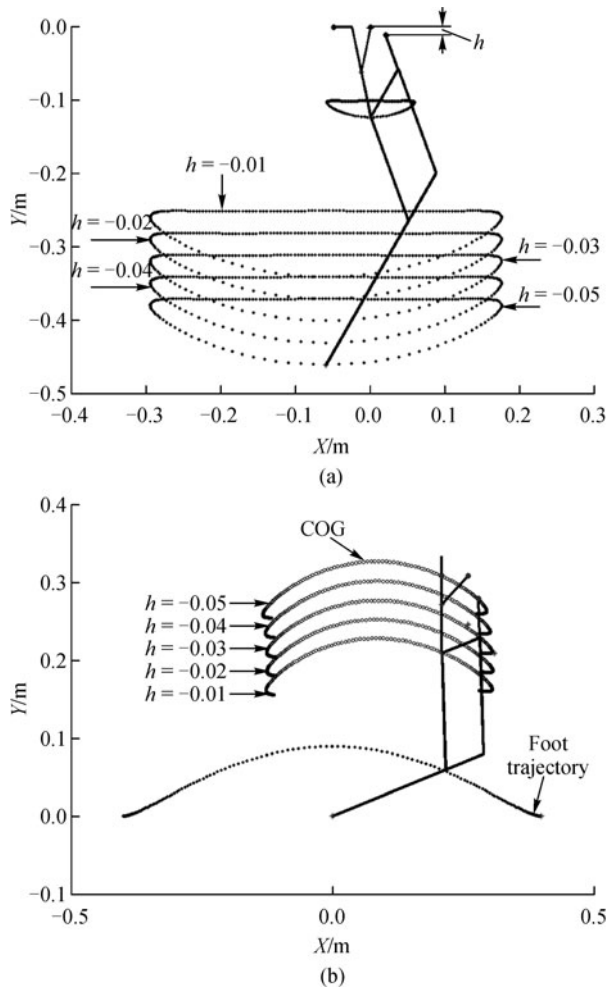 0.0
h
−0.1
Y/m
−0.2
h = −0.01
h = −0.02
−0.3
h = −0.03
h = −0.04
h = −0.05
−0.4
−0.5
−0.4 −0.3 −0.2 −0.1 0.0 0.1 0.2 0.3
X/m
(a)
0.4
COG
0.3
h = −0.05
h = −0.04
0.2
h = −0.03
h = −0.02
h = −0.01
Y/m
0.1
Foot
trajectory
0.0
−0.1
−0.5 0.0 0.5
X/m
(b)